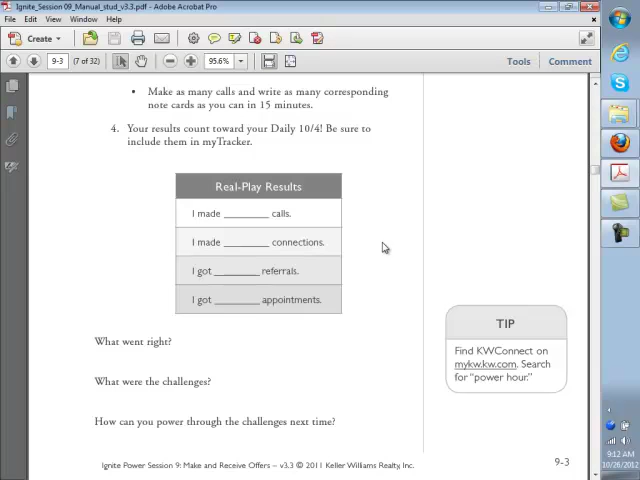 Ignite_Session 09_Manual_stud_v3.3.pdf - Adobe Acrobat Pro
File Edit View Window Help
Create
9-3 (7 of 32) 95.6% Tools Comment
• Make as many calls and write as many corresponding
note cards as you can in 15 minutes.
4. Your results count toward your Daily 10/4! Be sure to
include them in myTracker.
Real-Play Results
I made ________ calls.
I made ________ connections.
I got ________ referrals.
I got ________ appointments.
What went right?
What were the challenges?
How can you power through the challenges next time?
TIP
Find KWConnect on
mykw.kw.com. Search
for "power hour."
Ignite Power Session 9: Make and Receive Offers – v3.3 © 2011 Keller Williams Realty, Inc.
9-3
9:12 AM
10/26/2012